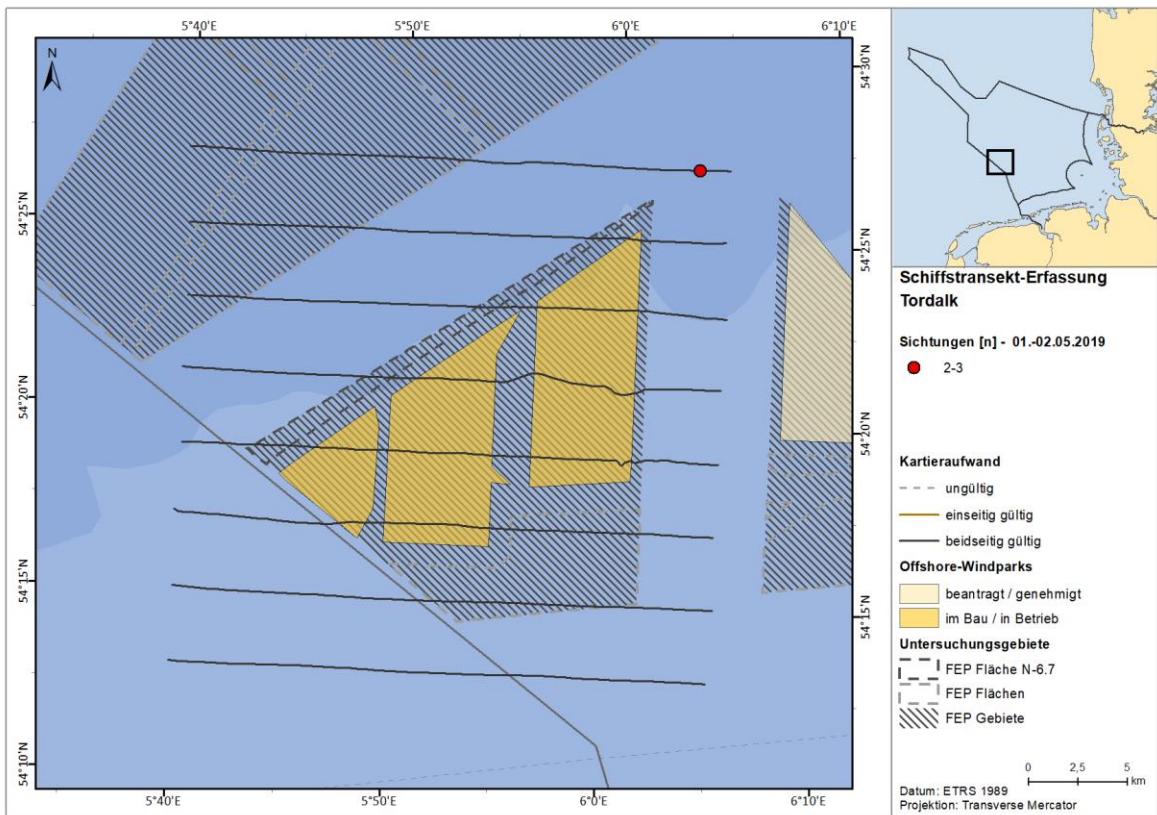 5°40'E 5°50'E 6°0'E 6°10'E
N
54°30'N
54°25'N
54°25'N
54°20'N
54°20'N
54°15'N
54°15'N
54°10'N
5°40'E 5°50'E 6°0'E 6°10'E
Schiffstransekt-Erfassung
Tordalk
Sichtungen [n] - 01.-02.05.2019
2-3
Kartieraufwand
ungültig
einseitig gültig
beidseitig gültig
Offshore-Windparks
beantragt / genehmigt
im Bau / in Betrieb
Untersuchungsgebiete
FEP Fläche N-6.7
FEP Flächen
FEP Gebiete
0 2,5 5
km
Datum: ETRS 1989
Projektion: Transverse Mercator